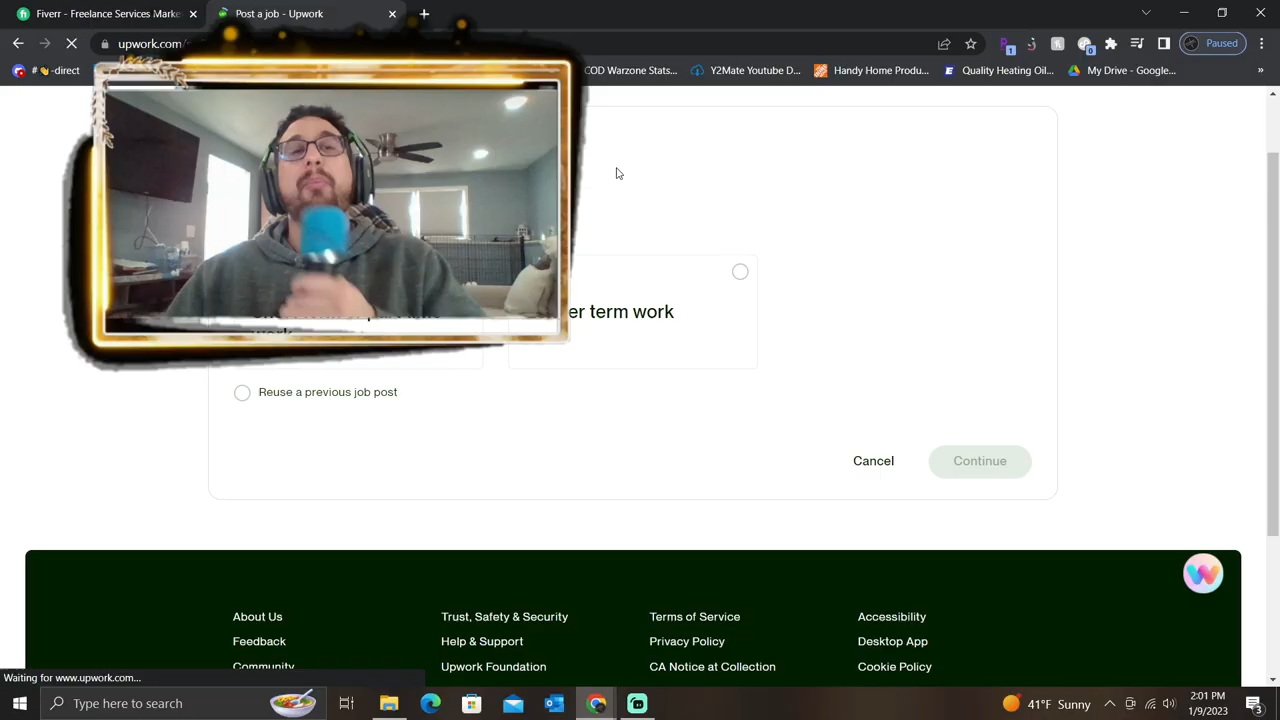 Fiverr - Freelance Services Marke
Post a job - Upwork
upwork.com/
Paused
-direct
COD Warzone Stats...
Y2Mate Youtube D...
Handy Home Produ...
Quality Heating Oil...
My Drive - Google...
er term work
Reuse a previous job post
Cancel
Continue
About Us
Trust, Safety & Security
Terms of Service
Accessibility
Feedback
Help & Support
Privacy Policy
Desktop App
Community
Upwork Foundation
CA Notice at Collection
Cookie Policy
Waiting for www.upwork.com...
Type here to search
41°F Sunny
2:01 PM
1/9/2023
3